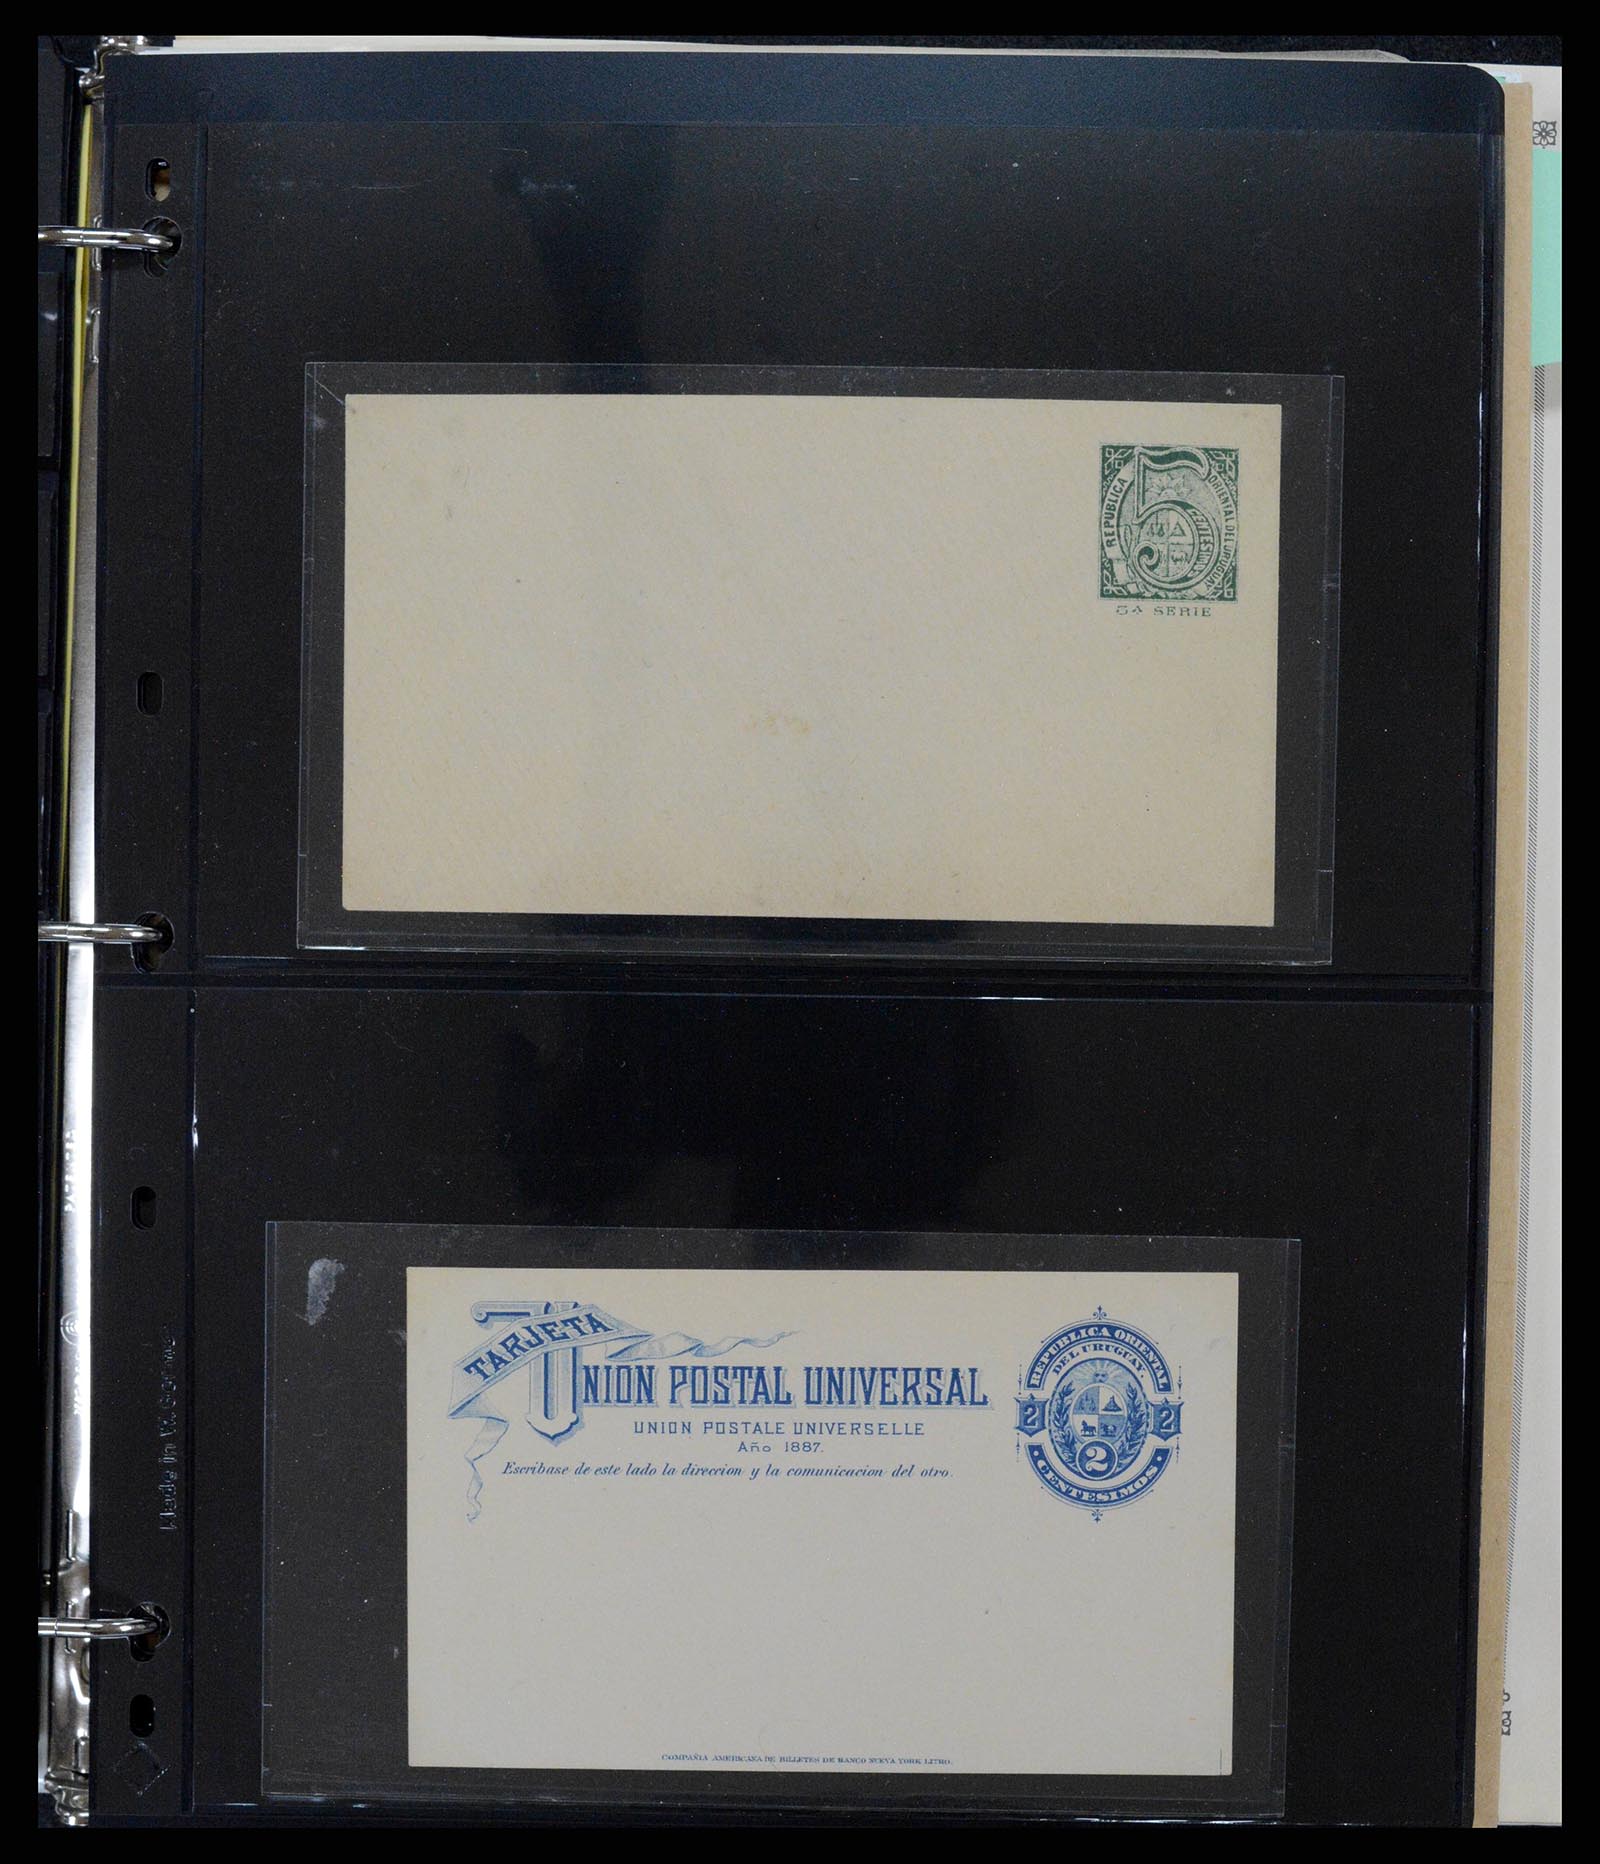 REPUBLICA ORIENTAL DEL URUGUAY
5
CENTESIMOS
5A SERIE
TARJETA
UNION POSTAL UNIVERSAL
UNION POSTALE UNIVERSELLE
Año 1887.
Escribase de este lado la direccion y la comunicacion del otro.
REPUBLICA ORIENTAL
DEL URUGUAY.
2 2
2
CENTESIMOS
COMPAÑIA AMERICANA DE BILLETES DE BANCO NUEVA YORK LITHO.
Made in W. Germany